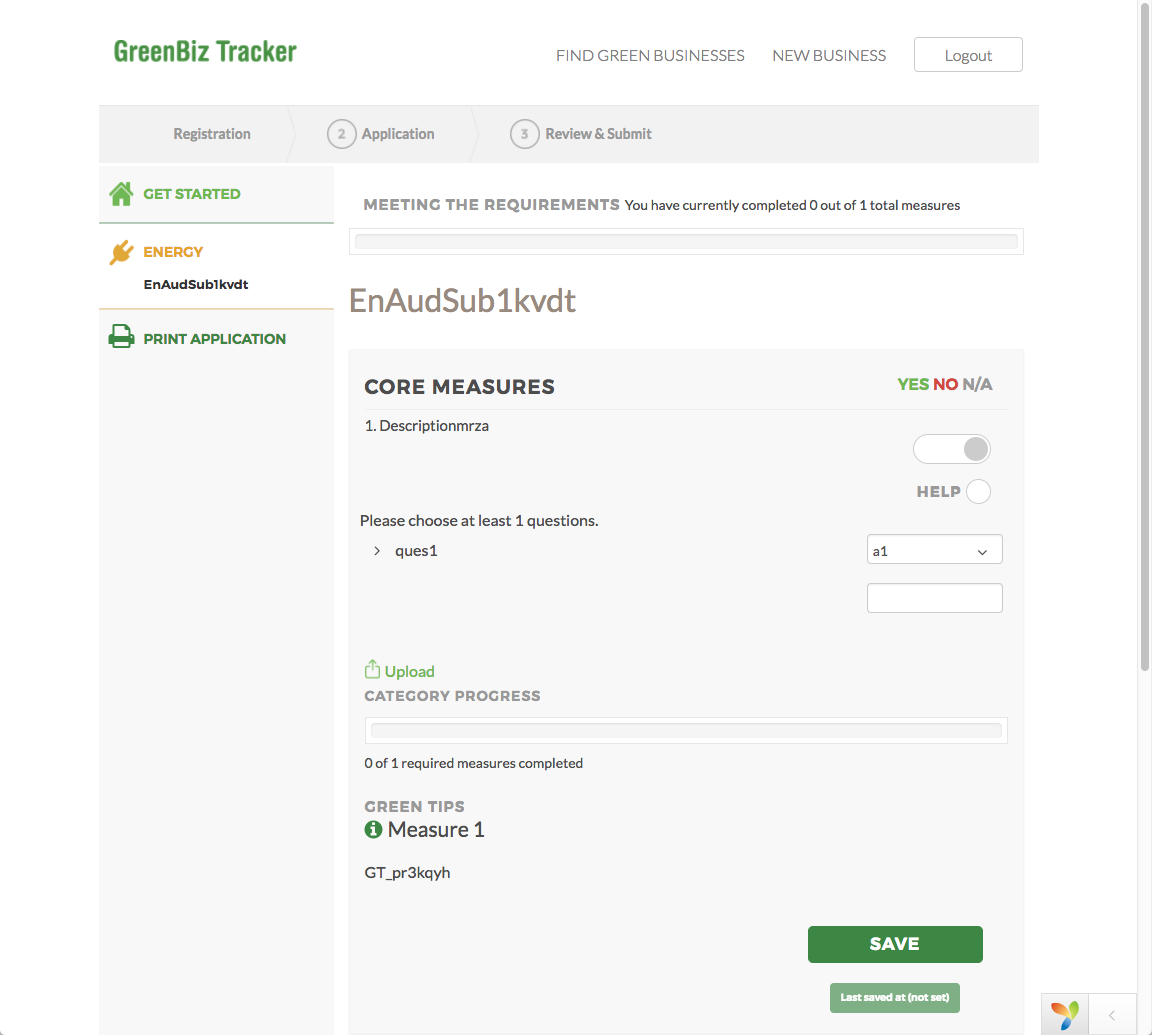 GreenBiz Tracker
FIND GREEN BUSINESSES NEW BUSINESS Logout
Registration 2 Application 3 Review & Submit
GET STARTED
ENERGY
EnAudSub1kvdt
PRINT APPLICATION
MEETING THE REQUIREMENTS You have currently completed 0 out of 1 total measures
EnAudSub1kvdt
CORE MEASURES YES NO N/A
1. Descriptionmrza
HELP
Please choose at least 1 questions.
ques1 a1
Upload
CATEGORY PROGRESS
0 of 1 required measures completed
GREEN TIPS
Measure 1
GT_pr3kqyh
SAVE
Last saved at (not set)